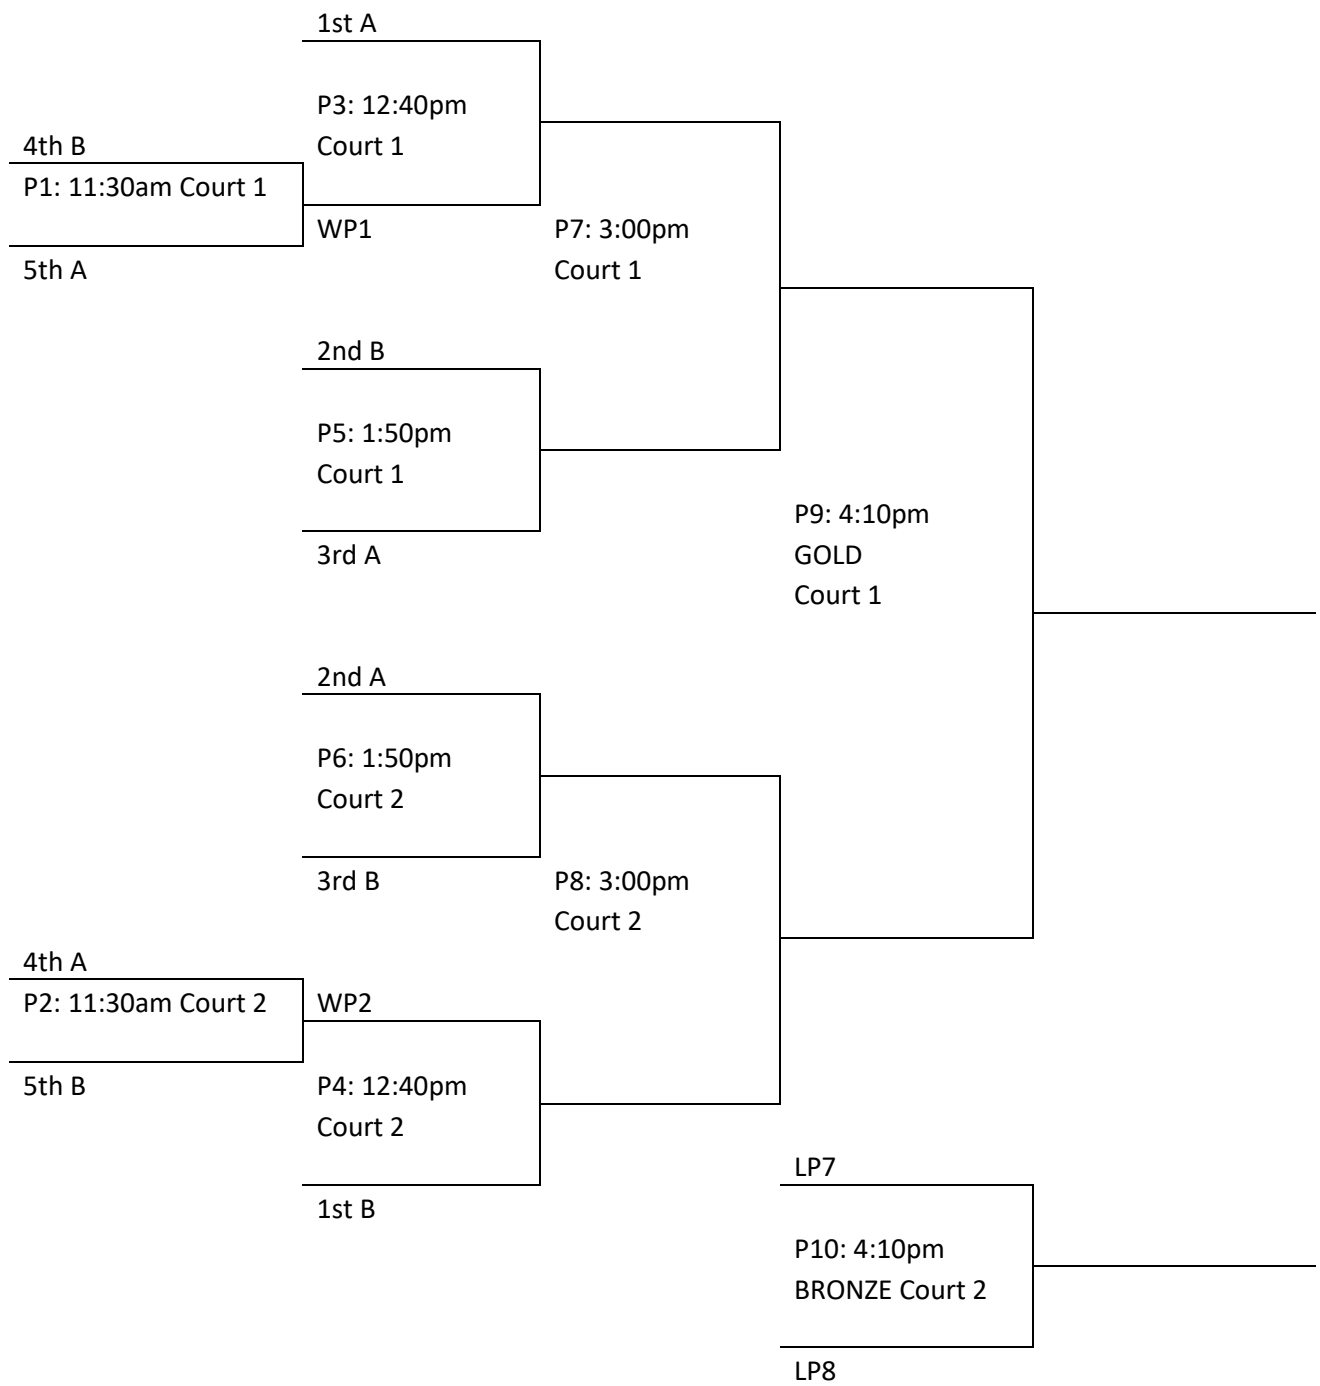 1st A
P3: 12:40pm
Court 1
4th B
P1: 11:30am Court 1
WP1
5th A
P7: 3:00pm
Court 1
2nd B
P5: 1:50pm
Court 1
3rd A
P9: 4:10pm
GOLD
Court 1
2nd A
P6: 1:50pm
Court 2
3rd B
P8: 3:00pm
Court 2
4th A
P2: 11:30am Court 2
WP2
5th B
P4: 12:40pm
Court 2
1st B
LP7
P10: 4:10pm
BRONZE Court 2
LP8